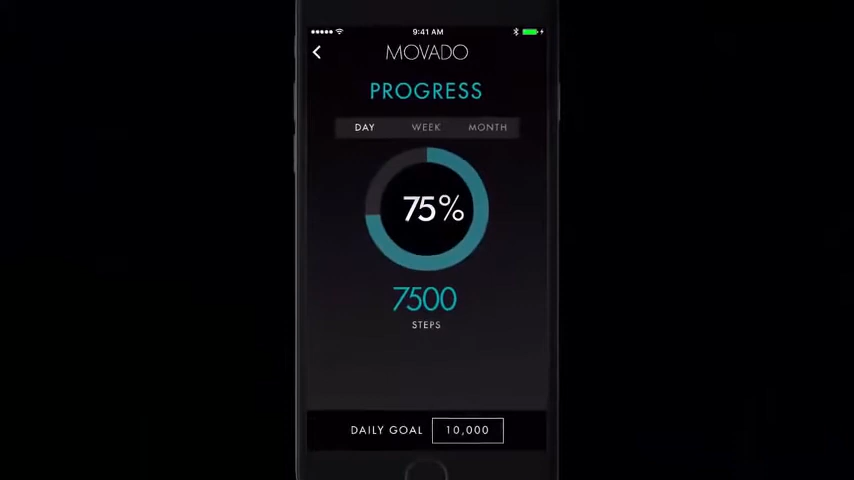 9:41 AM
MOVADO
PROGRESS
DAY WEEK MONTH
75%
7500
STEPS
DAILY GOAL 10,000